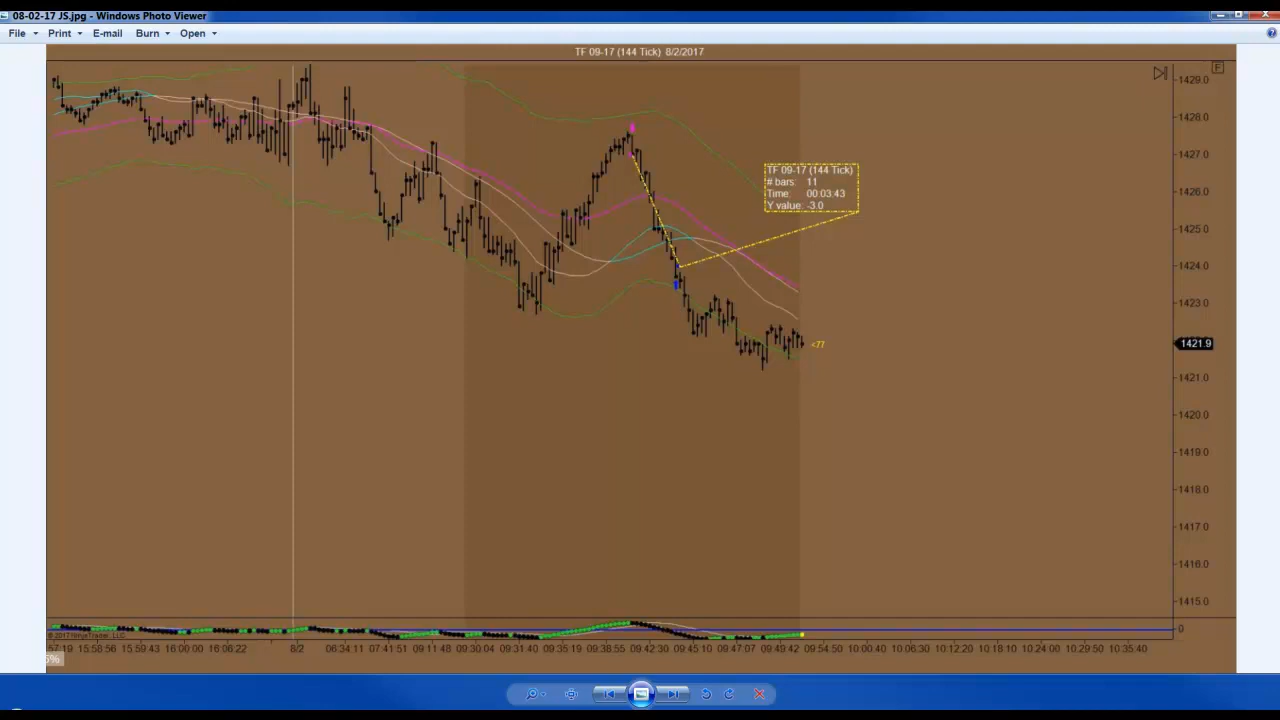 08-02-17 JS.jpg - Windows Photo Viewer
File Print E-mail Burn Open
TF 09-17 (144 Tick) 8/2/2017
F
1429.0
1428.0
1427.0
TF 09-17 (144 Tick)
# bars: 11
Time: 00:03:43
Y value: -3.0
1426.0
1425.0
1424.0
1423.0
<77
1421.9
1421.0
1420.0
1419.0
1418.0
1417.0
1416.0
1415.0
0
© 2017 NinjaTrader, LLC
57:19 15:58:56 15:59:43 16:00:00 16:06:22 8/2 06:34:11 07:41:51 09:11:48 09:31:40 09:35:19 09:38:55 09:42:30 09:45:10 09:47:07 09:49:42 09:54:50 10:00:40 10:06:30 10:12:20 10:18:10 10:24:00 10:29:50 10:35:40
5%